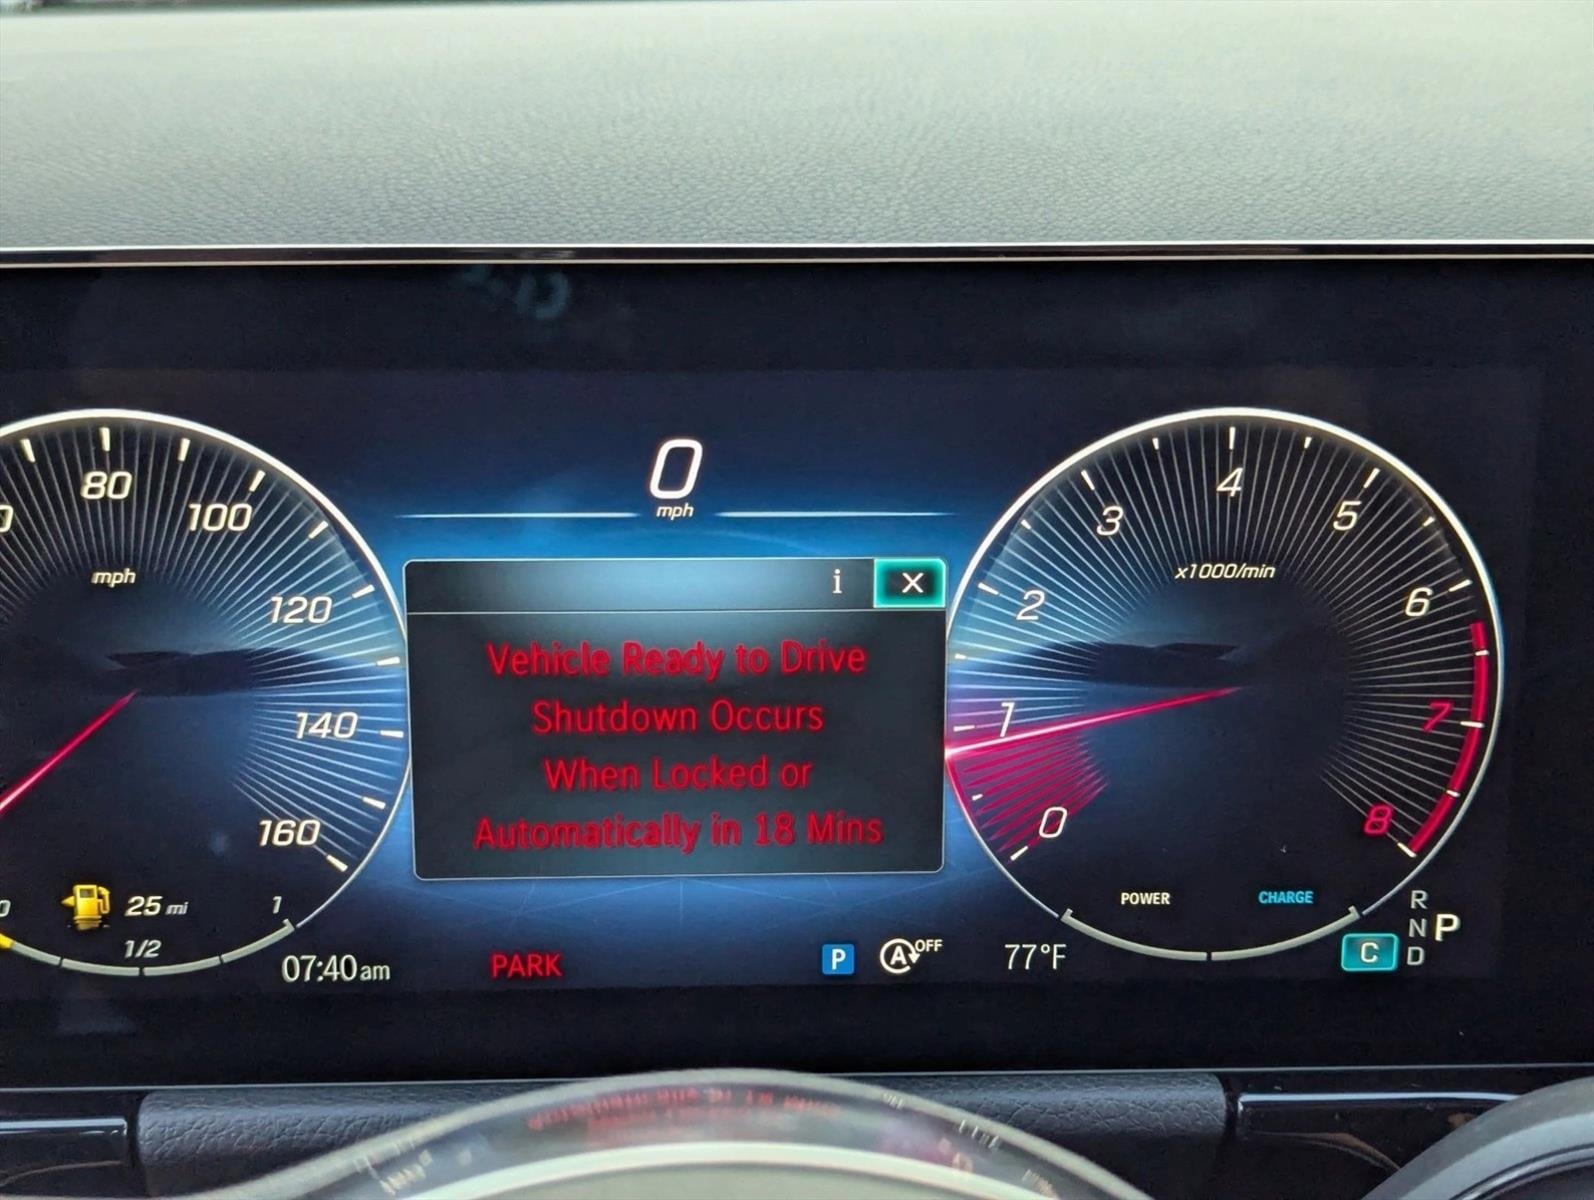 0
mph
80
100
mph
120
140
160
i X
Vehicle Ready to Drive
Shutdown Occurs
When Locked or
Automatically in 18 Mins
4
3
5
x1000/min
2
6
1
7
0
8
POWER
CHARGE
25 mi
1
1/2
07:40am
PARK
P
A OFF
77°F
R
N P
C D